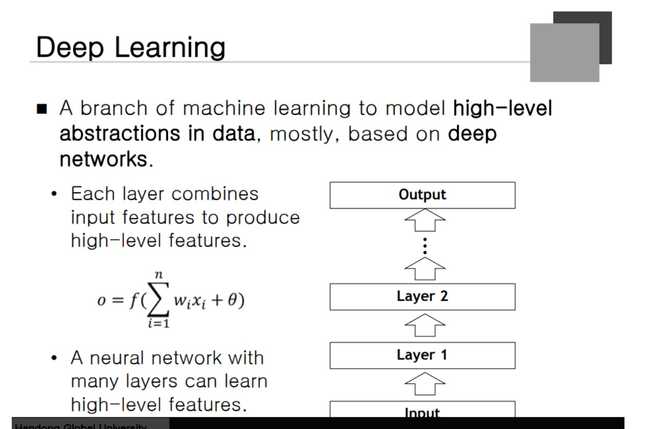 Deep Learning
■ A branch of machine learning to model high-level
abstractions in data, mostly, based on deep
networks.
• Each layer combines
input features to produce
high-level features.
o = f(∑_{i=1}^{n} w_i x_i + θ)
• A neural network with
many layers can learn
high-level features.
Output
⋮
Layer 2
Layer 1
Input
Handong Global University